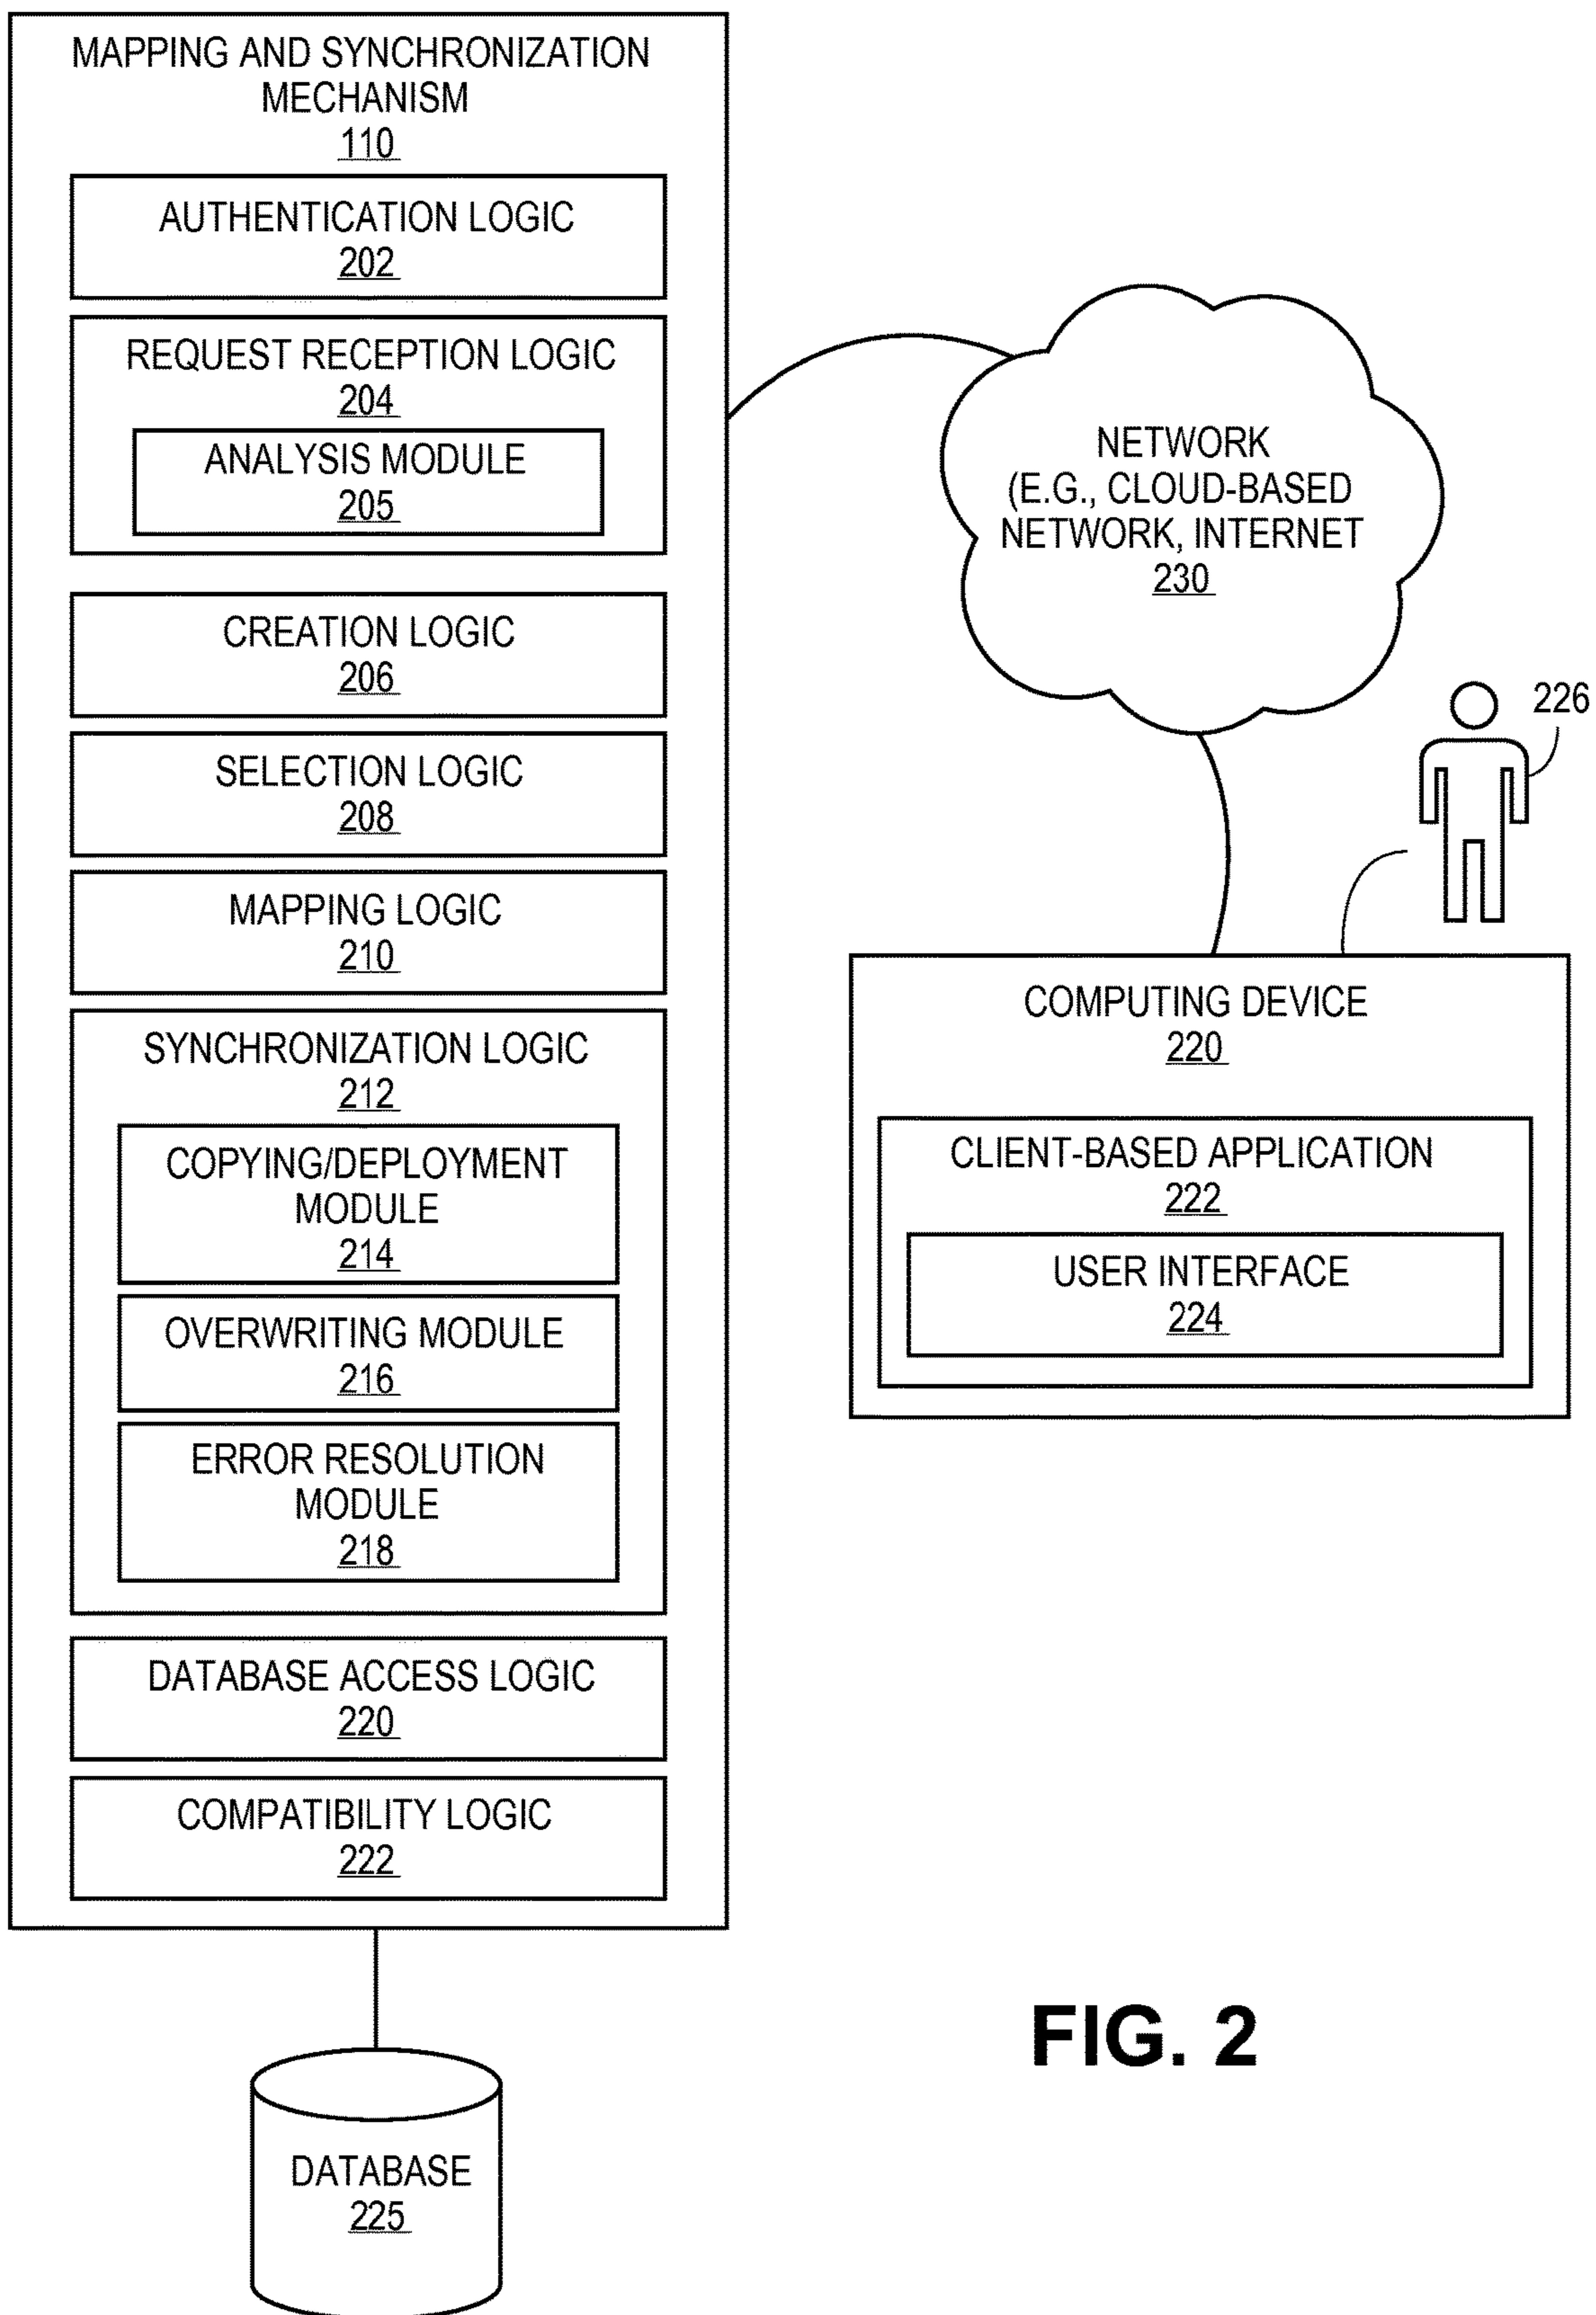 MAPPING AND SYNCHRONIZATION
MECHANISM
110
AUTHENTICATION LOGIC
202
REQUEST RECEPTION LOGIC
204
ANALYSIS MODULE
205
CREATION LOGIC
206
SELECTION LOGIC
208
MAPPING LOGIC
210
SYNCHRONIZATION LOGIC
212
COPYING/DEPLOYMENT
MODULE
214
OVERWRITING MODULE
216
ERROR RESOLUTION
MODULE
218
DATABASE ACCESS LOGIC
220
COMPATIBILITY LOGIC
222
DATABASE
225
NETWORK
(E.G., CLOUD-BASED
NETWORK, INTERNET
230
226
COMPUTING DEVICE
220
CLIENT-BASED APPLICATION
222
USER INTERFACE
224
FIG. 2